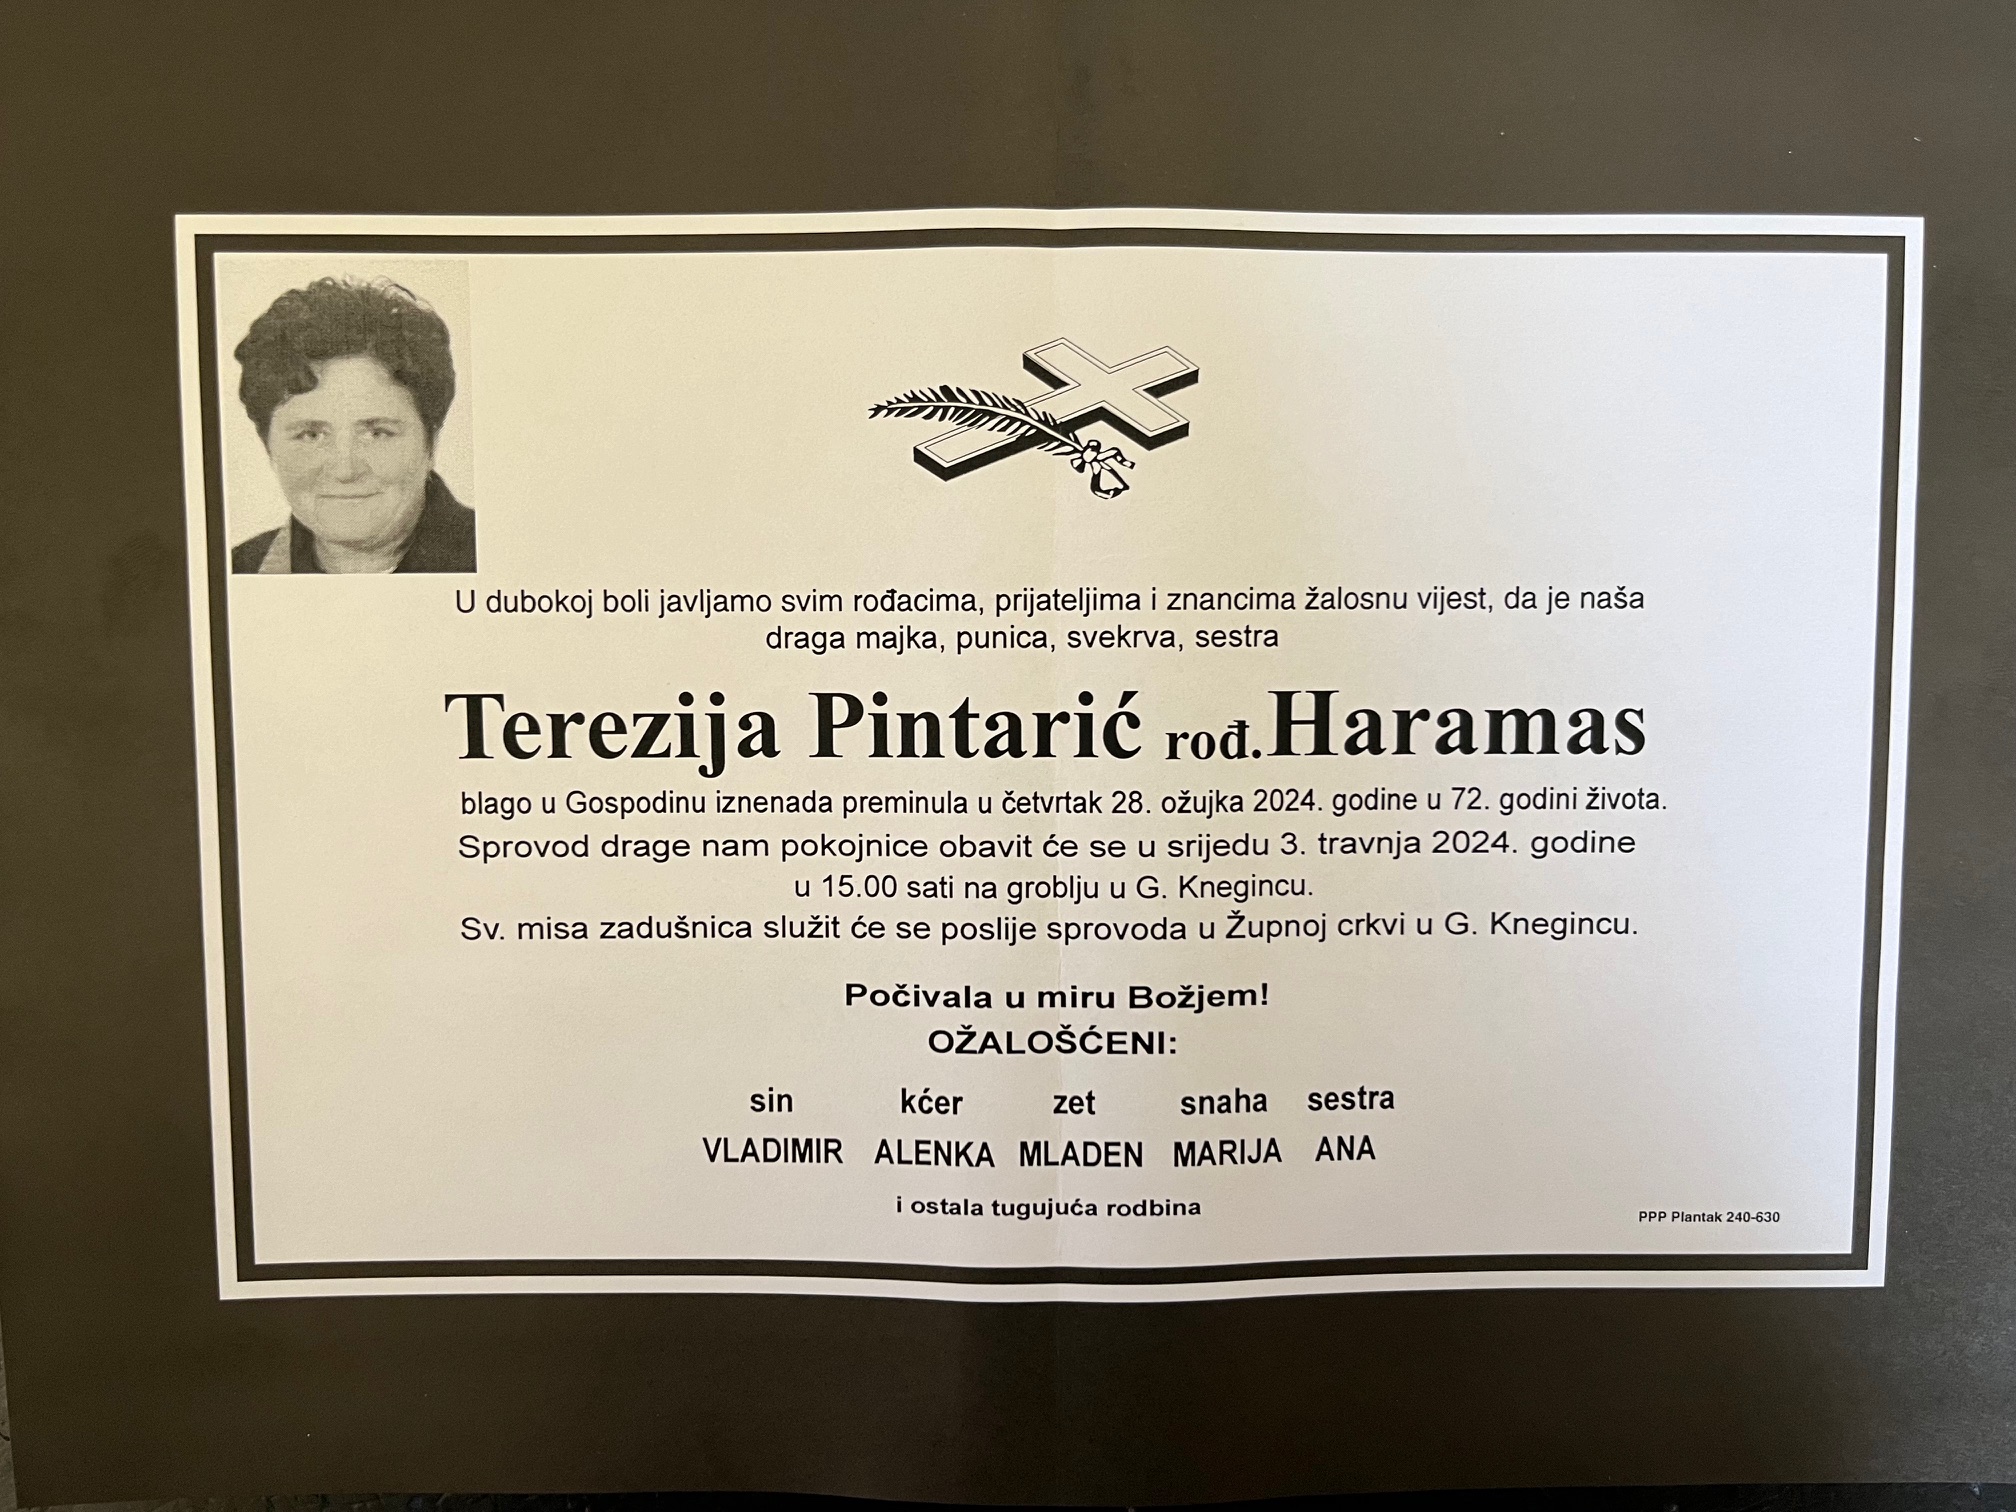 U dubokoj boli javljamo svim rođacima, prijateljima i znancima žalosnu vijest, da je naša
draga majka, punica, svekrva, sestra
Terezija Pintarić rođ.Haramas
blago u Gospodinu iznenada preminula u četvrtak 28. ožujka 2024. godine u 72. godini života.
Sprovod drage nam pokojnice obavit će se u srijedu 3. travnja 2024. godine
u 15.00 sati na groblju u G. Knegincu.
Sv. misa zadušnica služit će se poslije sprovoda u Župnoj crkvi u G. Knegincu.
Počivala u miru Božjem!
OŽALOŠĆENI:
sin kćer zet snaha sestra
VLADIMIR ALENKA MLADEN MARIJA ANA
i ostala tugujuća rodbina
PPP Plantak 240-630